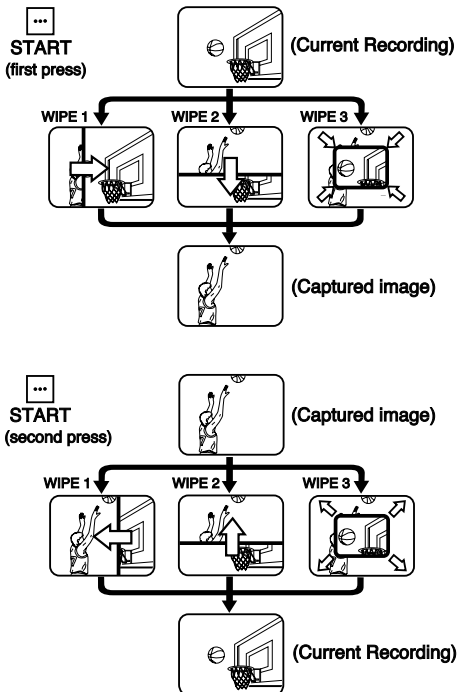 ...
START
(first press)
(Current Recording)
WIPE 1 WIPE 2 WIPE 3
(Captured image)
...
START
(second press)
(Captured image)
WIPE 1 WIPE 2 WIPE 3
(Current Recording)